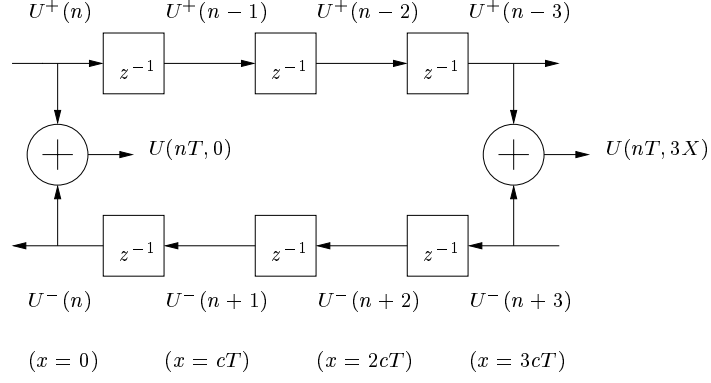 U⁺(n) U⁺(n − 1) U⁺(n − 2) U⁺(n − 3)
z⁻¹ z⁻¹ z⁻¹
+ U(nT, 0) + U(nT, 3X)
z⁻¹ z⁻¹ z⁻¹
U⁻(n) U⁻(n + 1) U⁻(n + 2) U⁻(n + 3)
(x = 0) (x = cT) (x = 2cT) (x = 3cT)